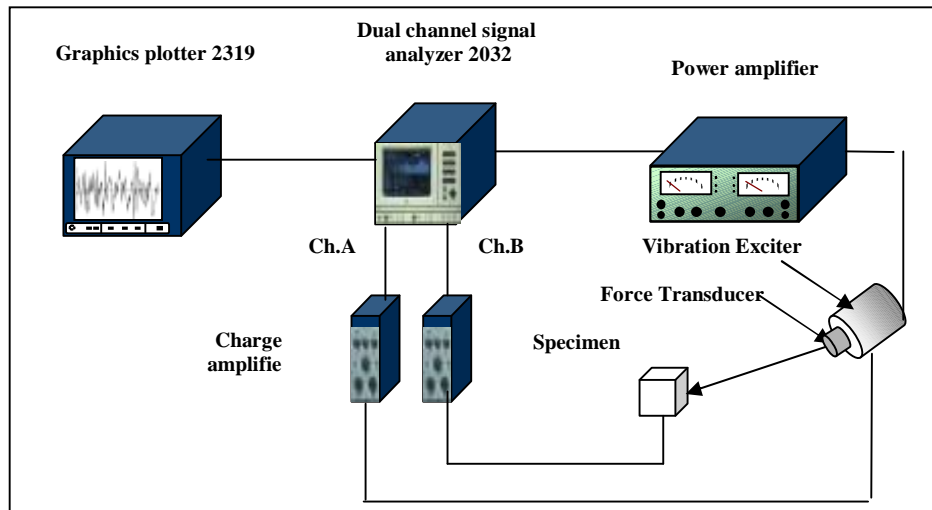 Dual channel signal
analyzer 2032
Graphics plotter 2319
Power amplifier
Ch.A
Ch.B
Vibration Exciter
Force Transducer
Charge
amplifie
Specimen